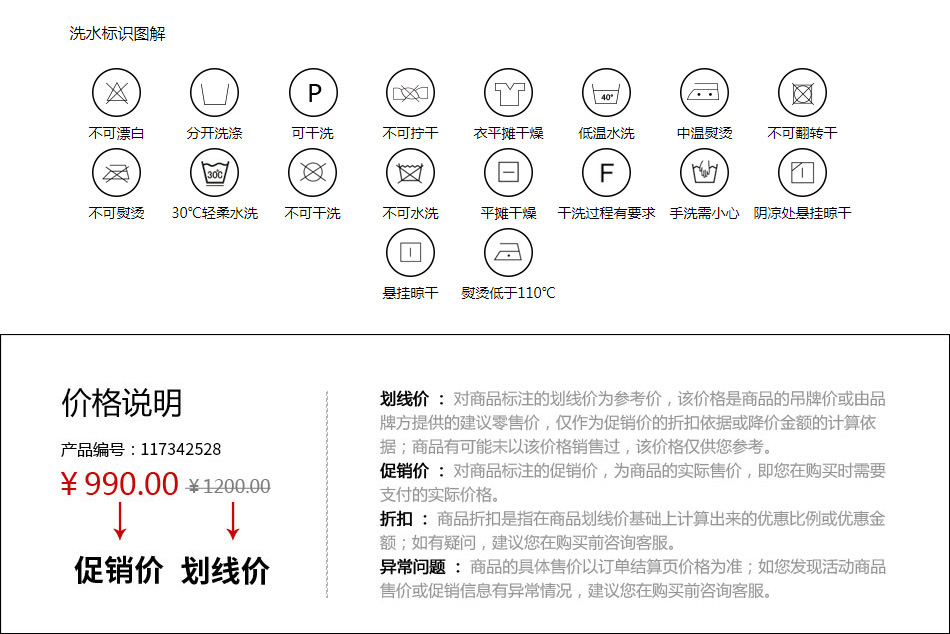 洗水标识图解
P
40°
不可漂白 分开洗涤 可干洗 不可拧干 衣平摊干燥 低温水洗 中温熨烫 不可翻转干
30℃
F
不可熨烫 30℃轻柔水洗 不可干洗 不可水洗 平摊干燥 干洗过程有要求 手洗需小心 阴凉处悬挂晾干
悬挂晾干 熨烫低于110℃
价格说明
产品编号：117342528
¥ 990.00 ¥ 1200.00
促销价 划线价
划线价 ： 对商品标注的划线价为参考价，该价格是商品的吊牌价或由品
牌方提供的建议零售价，仅作为促销价的折扣依据或降价金额的计算依
据；商品有可能未以该价格销售过，该价格仅供您参考。
促销价 ： 对商品标注的促销价，为商品的实际售价，即您在购买时需要
支付的实际价格。
折扣 ： 商品折扣是指在商品划线价基础上计算出来的优惠比例或优惠金
额；如有疑问，建议您在购买前咨询客服。
异常问题 ： 商品的具体售价以订单结算页价格为准；如您发现活动商品
售价或促销信息有异常情况，建议您在购买前咨询客服。